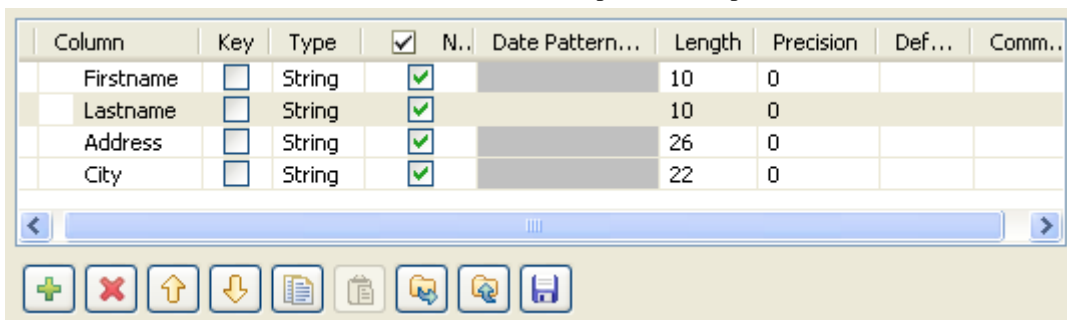 Column Key Type N.. Date Pattern... Length Precision Def... Comm..
Firstname String 10 0
Lastname String 10 0
Address String 26 0
City String 22 0